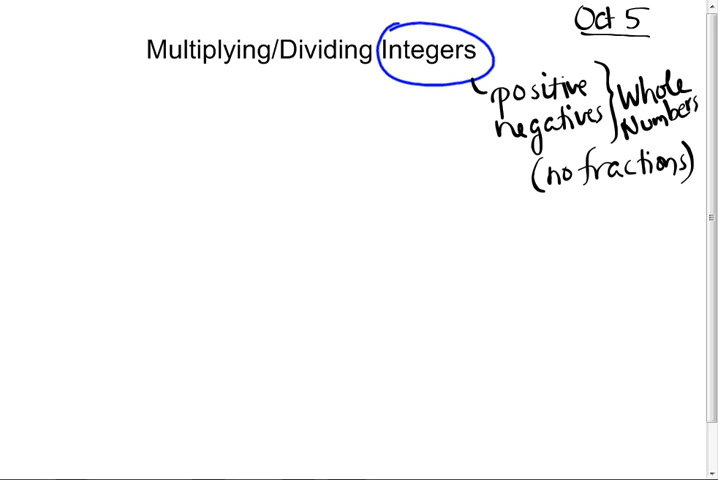 Oct 5
Multiplying/Dividing Integers
positive
negatives
} Whole
Numbers
(no fractions)